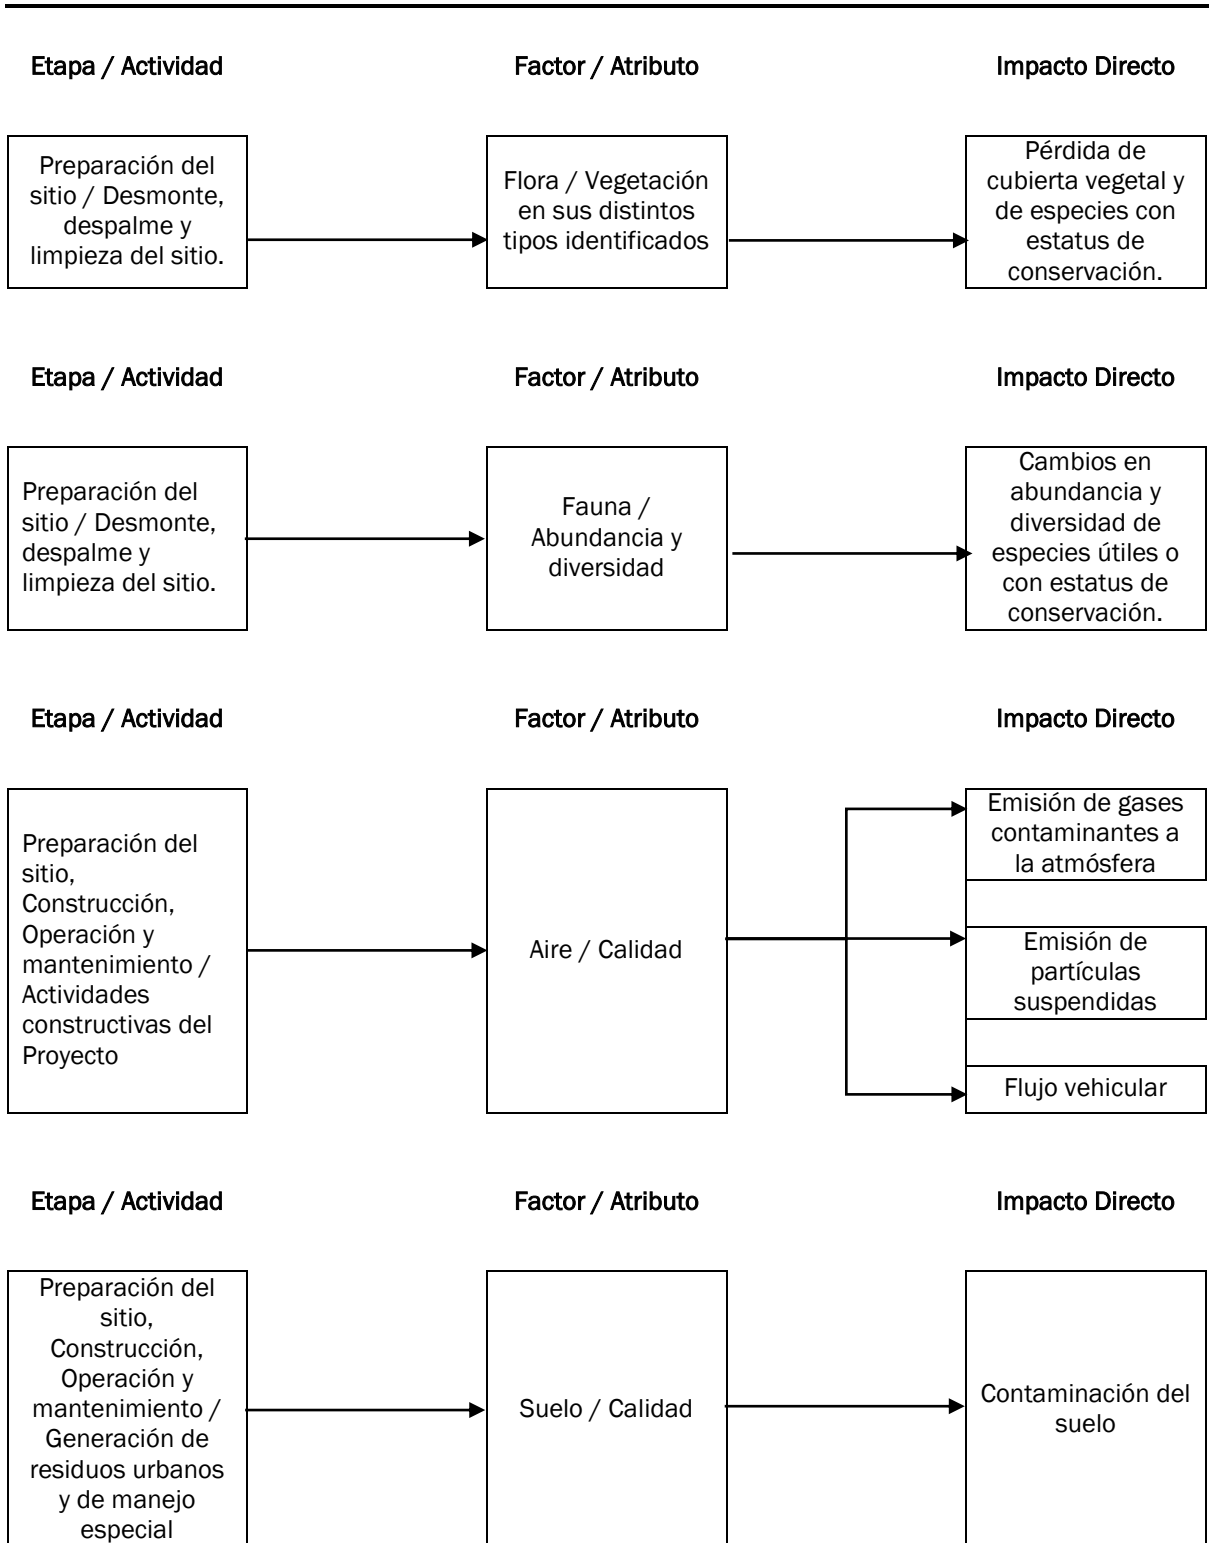 Etapa / Actividad
Factor / Atributo
Impacto Directo
Preparación del
sitio / Desmonte,
despalme y
limpieza del sitio.
Flora / Vegetación
en sus distintos
tipos identificados
Pérdida de
cubierta vegetal y
de especies con
estatus de
conservación.
Etapa / Actividad
Factor / Atributo
Impacto Directo
Preparación del
sitio / Desmonte,
despalme y
limpieza del sitio.
Fauna /
Abundancia y
diversidad
Cambios en
abundancia y
diversidad de
especies útiles o
con estatus de
conservación.
Etapa / Actividad
Factor / Atributo
Impacto Directo
Preparación del
sitio,
Construcción,
Operación y
mantenimiento /
Actividades
constructivas del
Proyecto
Aire / Calidad
Emisión de gases
contaminantes a
la atmósfera
Emisión de
partículas
suspendidas
Flujo vehicular
Etapa / Actividad
Factor / Atributo
Impacto Directo
Preparación del
sitio,
Construcción,
Operación y
mantenimiento /
Generación de
residuos urbanos
y de manejo
especial
Suelo / Calidad
Contaminación del
suelo